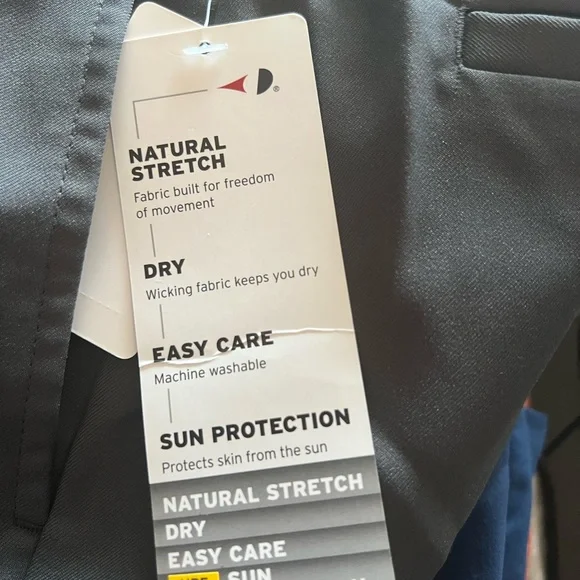 ®
NATURAL
STRETCH
Fabric built for freedom
of movement
DRY
Wicking fabric keeps you dry
EASY CARE
Machine washable
SUN PROTECTION
Protects skin from the sun
NATURAL STRETCH
DRY
EASY CARE
SUN